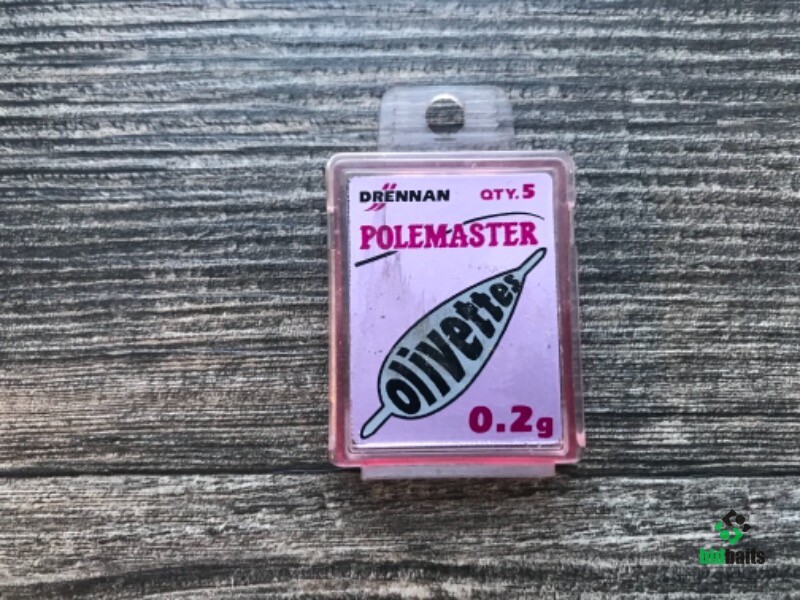 DRENNAN QTY.5
POLEMASTER
olivettes
0.2g
baits